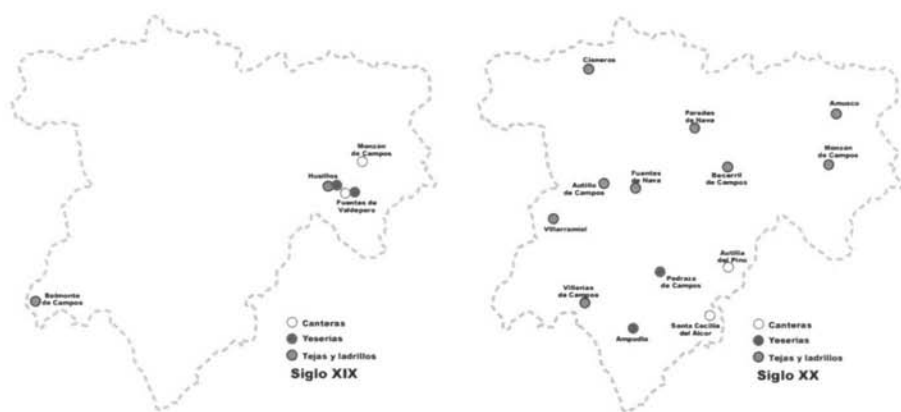 Monzón
de Campos
Husillos
Fuentes de
Valdepero
Belmonte
de Campos
Canteras
Yeserías
Tejas y ladrillos
Siglo XIX
Cisneros
Paredes
de Nava
Amusco
Monzón de
Campos
Becerril
de Campos
Fuentes
de Nava
Autillo
de Campos
Villarramiel
Autilla
del Pino
Pedraza
de Campos
Villerías
de Campos
Santa Cecilia
del Alcor
Ampudia
Canteras
Yeserías
Tejas y ladrillos
Siglo XX